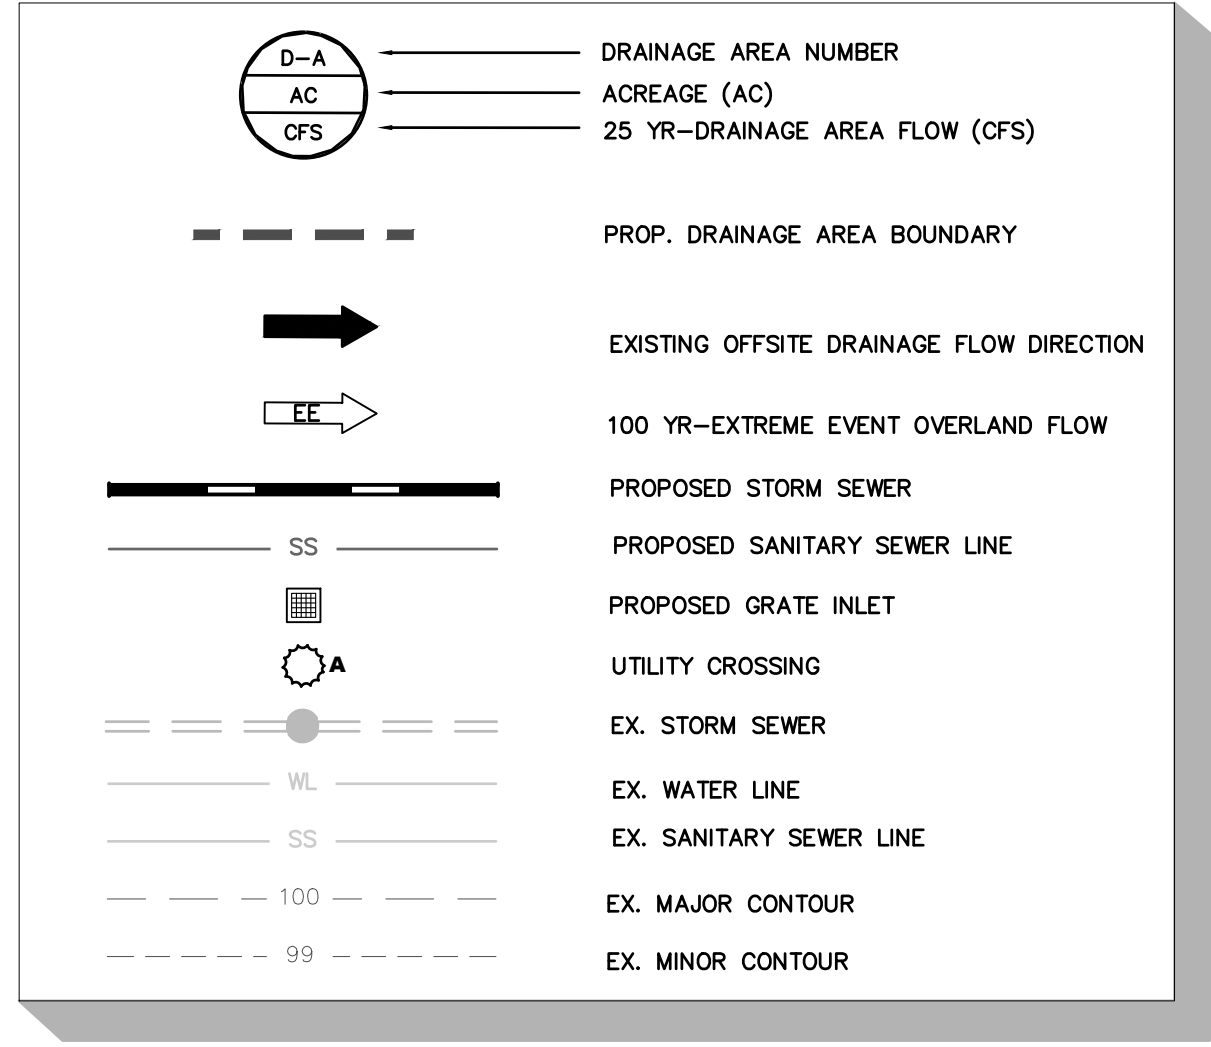 D-A DRAINAGE AREA NUMBER
AC ACREAGE (AC)
CFS 25 YR-DRAINAGE AREA FLOW (CFS)
PROP. DRAINAGE AREA BOUNDARY
EXISTING OFFSITE DRAINAGE FLOW DIRECTION
EE 100 YR-EXTREME EVENT OVERLAND FLOW
PROPOSED STORM SEWER
SS PROPOSED SANITARY SEWER LINE
PROPOSED GRATE INLET
A UTILITY CROSSING
EX. STORM SEWER
WL EX. WATER LINE
SS EX. SANITARY SEWER LINE
100 EX. MAJOR CONTOUR
99 EX. MINOR CONTOUR